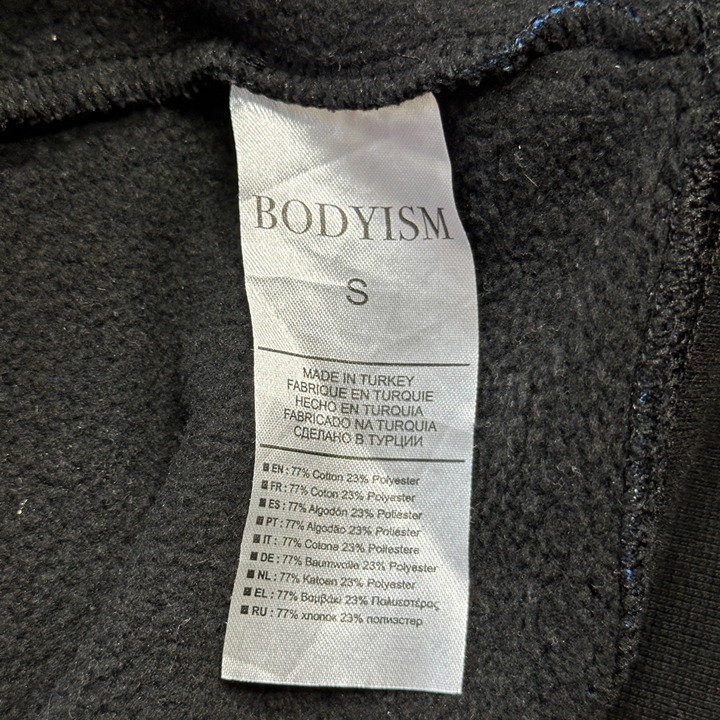 BODYISM
S
MADE IN TURKEY
FABRIQUE EN TURQUIE
HECHO EN TURQUIA
FABRICADO NA TURQUIA
СДЕЛАНО В ТУРЦИИ
EN : 77% Cotton 23% Polyester
FR : 77% Coton 23% Polyester
ES : 77% Algodón 23% Poliéster
PT : 77% Algodão 23% Poliester
IT : 77% Cotone 23% Poliestere
DE : 77% Baumwolle 23% Polyester
NL : 77% Katoen 23% Polyester
EL : 77% Βαμβάκι 23% Πολυεστέρας
RU : 77% хлопок 23% полиэстер